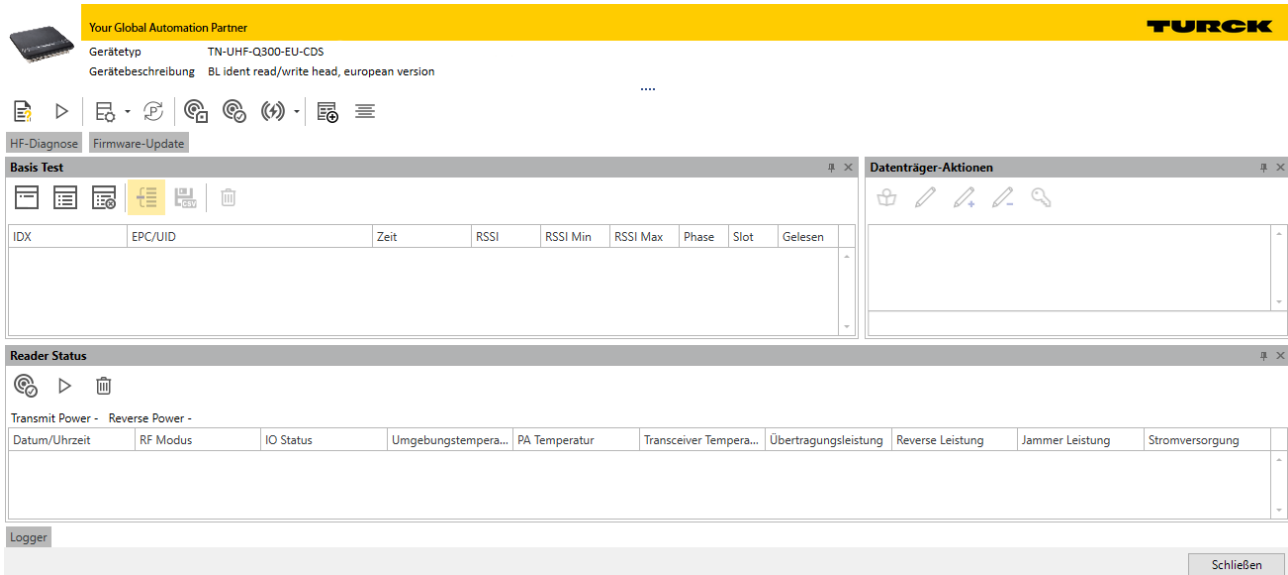 Your Global Automation Partner
TURCK
Gerätetyp TN-UHF-Q300-EU-CDS
Gerätebeschreibung BL ident read/write head, european version
....
HF-Diagnose Firmware-Update
Basis Test
Datenträger-Aktionen
CSV
IDX EPC/UID Zeit RSSI RSSI Min RSSI Max Phase Slot Gelesen
Reader Status
Transmit Power - Reverse Power -
Datum/Uhrzeit RF Modus IO Status Umgebungstempera... PA Temperatur Transceiver Tempera... Übertragungsleistung Reverse Leistung Jammer Leistung Stromversorgung
Logger
Schließen